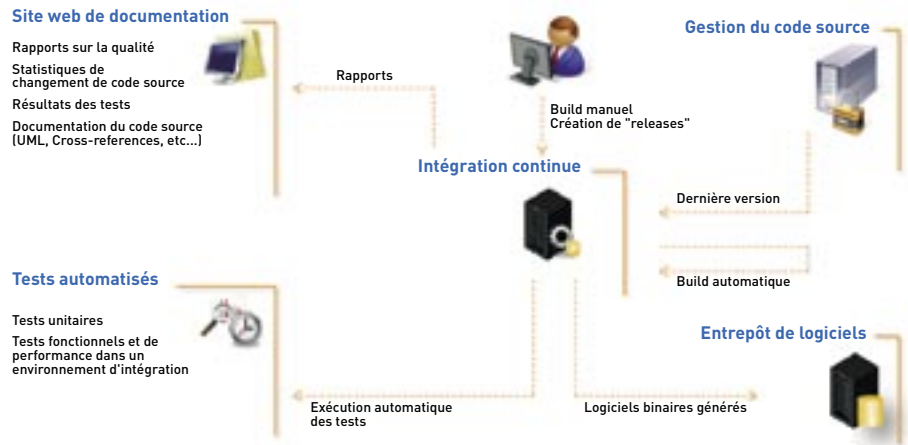 Site web de documentation
Rapports sur la qualité
Statistiques de
changement de code source
Résultats des tests
Documentation du code source
(UML, Cross-references, etc...)
Rapports
Build manuel
Création de "releases"
Gestion du code source
Intégration continue
Dernière version
Build automatique
Tests automatisés
Tests unitaires
Tests fonctionnels et de
performance dans un
environnement d'intégration
Exécution automatique
des tests
Logiciels binaires générés
Entrepôt de logiciels